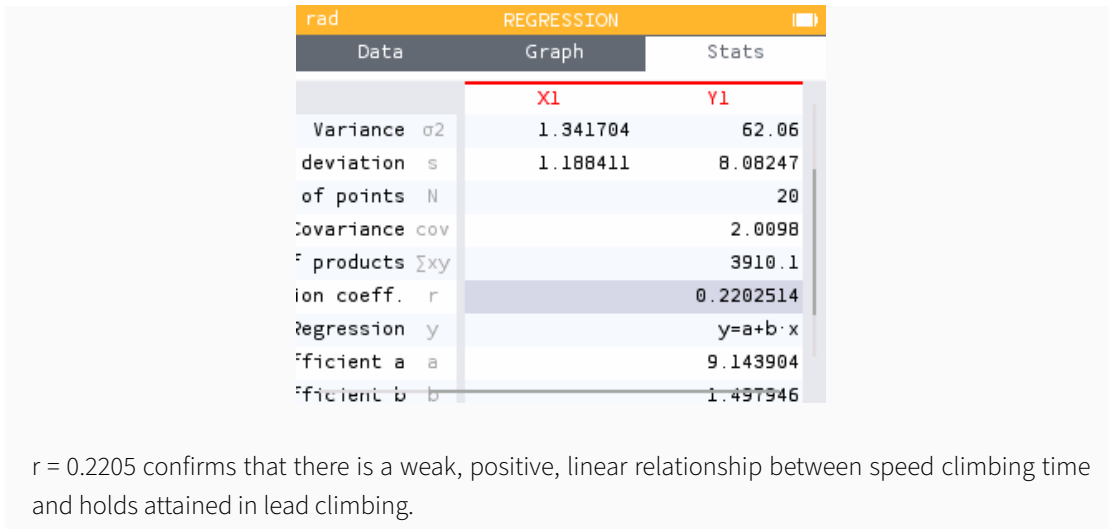 rad REGRESSION
Data Graph Stats
X1 Y1
Variance σ2 1.341704 62.06
deviation s 1.188411 8.08247
of points N 20
Covariance cov 2.0098
f products ∑xy 3910.1
ion coeff. r 0.2202514
Regression y y=a+b·x
fficient a a 9.143904
fficient b b 1.497946
r = 0.2205 confirms that there is a weak, positive, linear relationship between speed climbing time
and holds attained in lead climbing.